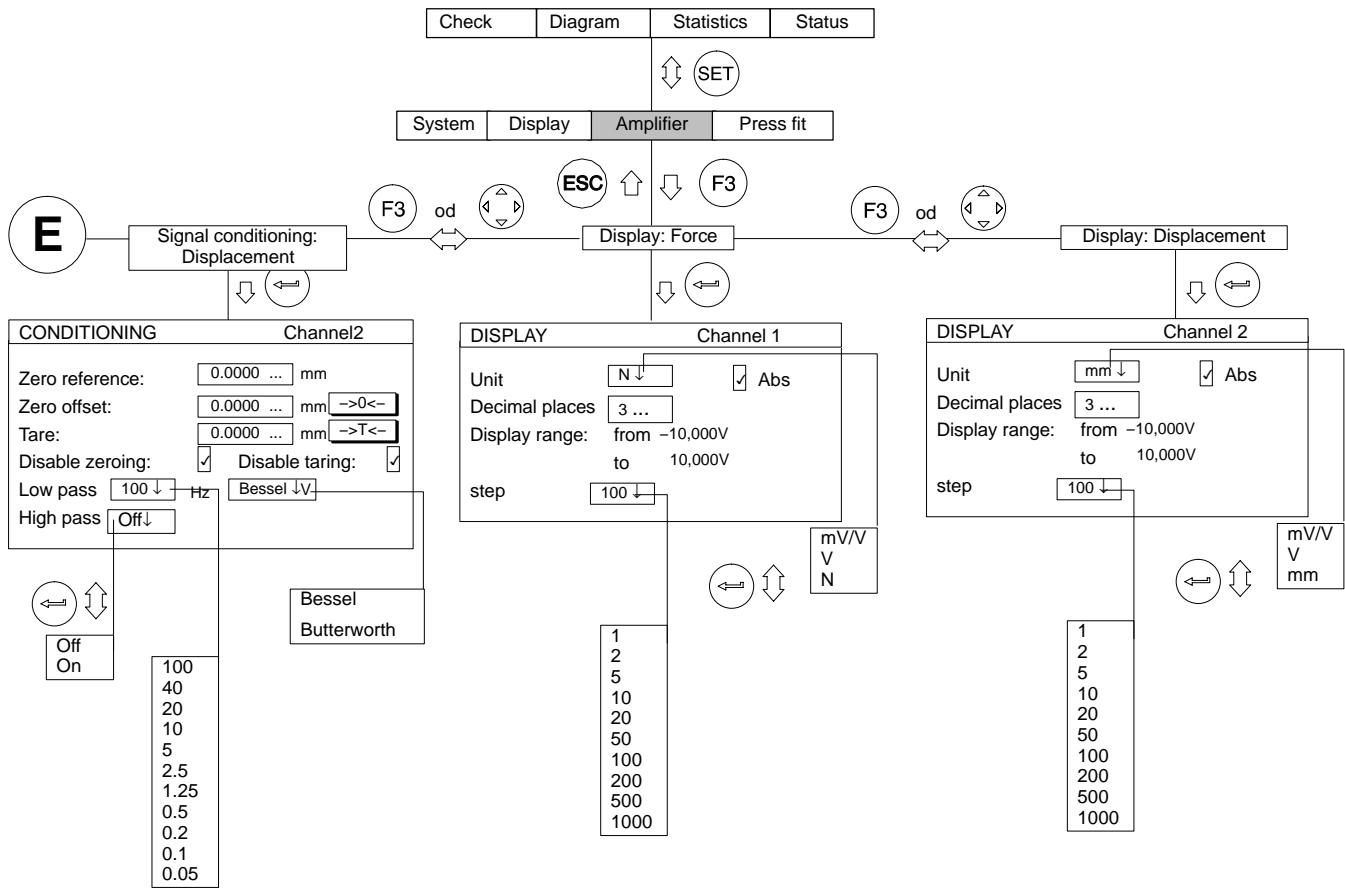 Check Diagram Statistics Status
SET
System Display Amplifier Press fit
ESC F3
F3 od
F3 od
E
Signal conditioning:
Displacement
Display: Force
Display: Displacement
CONDITIONING Channel2
Zero reference: 0.0000 ... mm
Zero offset: 0.0000 ... mm –>0<–
Tare: 0.0000 ... mm –>T<–
Disable zeroing: ✓ Disable taring: ✓
Low pass 100 ↓ Hz Bessel ↓V
High pass Off↓
Off
On
100
40
20
10
5
2.5
1.25
0.5
0.2
0.1
0.05
Bessel
Butterworth
DISPLAY Channel 1
Unit N ↓ ✓ Abs
Decimal places 3 ...
Display range: from –10,000V
to 10,000V
step 100 ↓
mV/V
V
N
1
2
5
10
20
50
100
200
500
1000
DISPLAY Channel 2
Unit mm ↓ ✓ Abs
Decimal places 3 ...
Display range: from –10,000V
to 10,000V
step 100 ↓
mV/V
V
mm
1
2
5
10
20
50
100
200
500
1000